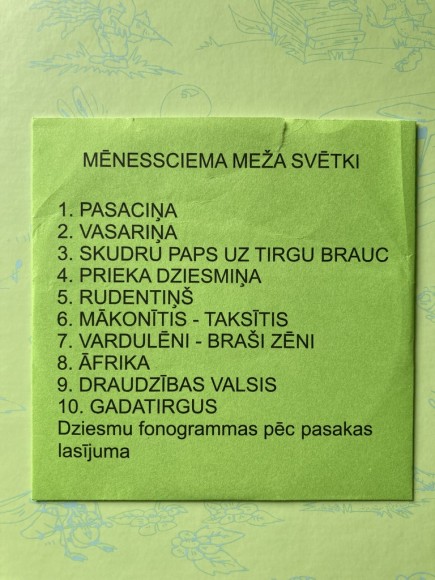 MĒNESSCIEMA MEŽA SVĒTKI
1. PASACIŅA
2. VASARIŅA
3. SKUDRU PAPS UZ TIRGU BRAUC
4. PRIEKA DZIESMIŅA
5. RUDENTIŅŠ
6. MĀKONĪTIS - TAKSĪTIS
7. VARDULĒNI - BRAŠI ZĒNI
8. ĀFRIKA
9. DRAUDZĪBAS VALSIS
10. GADATIRGUS
Dziesmu fonogrammas pēc pasakas
lasījuma